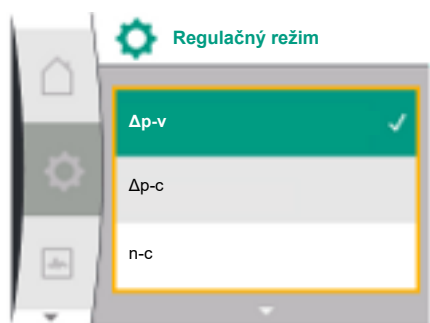 Regulačný režim
Δp-v
Δp-c
n-c